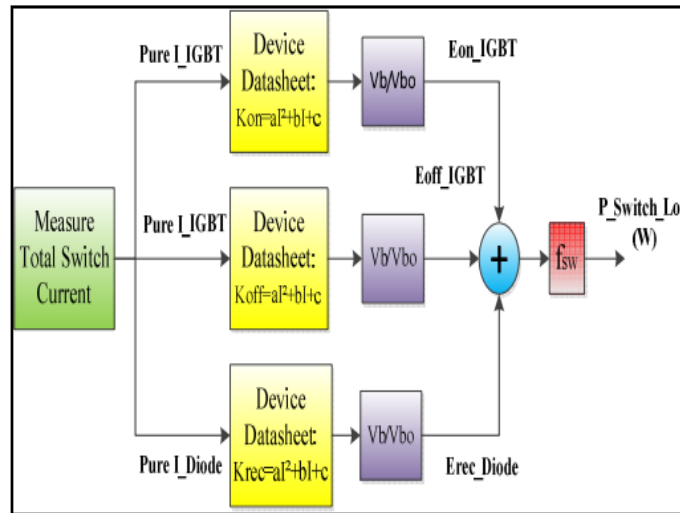 Pure I_IGBT
Device
Datasheet:
Kon=aI²+bI+c
Vb/Vbo
Eon_IGBT
Measure
Total Switch
Current
Pure I_IGBT
Device
Datasheet:
Koff=aI²+bI+c
Vb/Vbo
Eoff_IGBT
+
fsw
P_Switch_Lo
(W)
Pure I_Diode
Device
Datasheet:
Krec=aI²+bI+c
Vb/Vbo
Erec_Diode